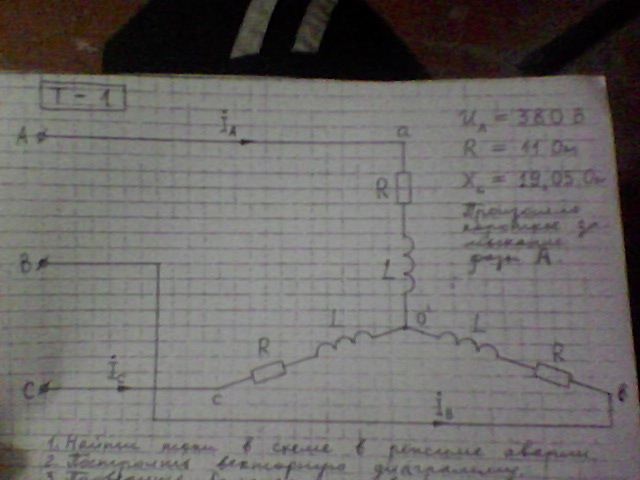 T - 1
A
İA
a
Uл = 380 В
R = 11 Ом
XL = 19,05 Ом
Произошло
короткое за-
мыкание
фазы A.
R
L
B
L
O'
L
R
R
C
İC
c
в
İB
1. Найти токи в схеме в режиме аварии
2. Построить векторную диаграмму.